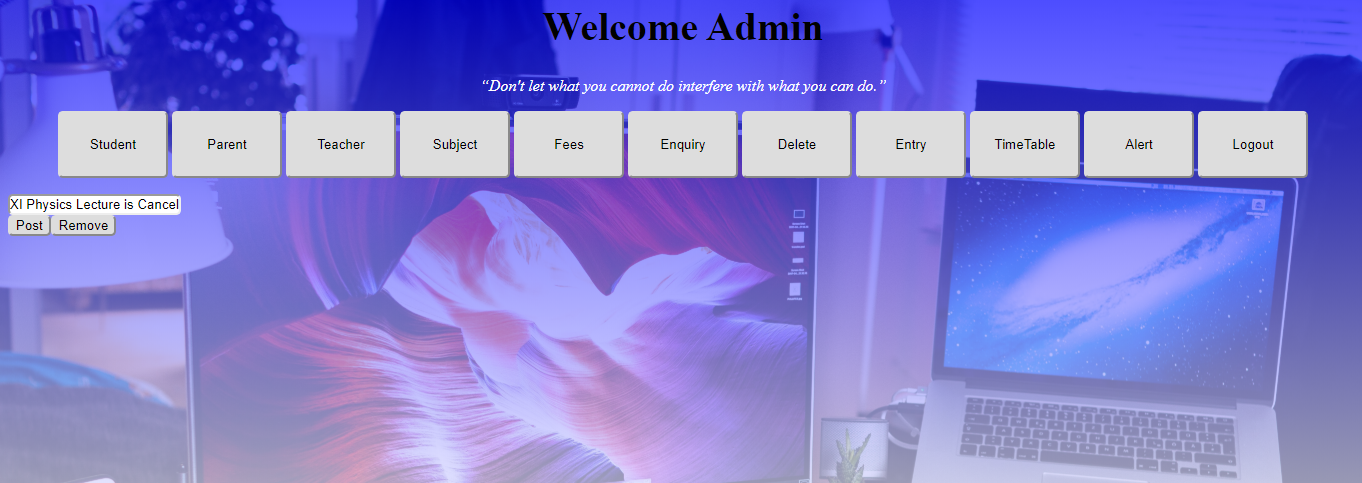 Welcome Admin
“Don't let what you cannot do interfere with what you can do.”
Student Parent Teacher Subject Fees Enquiry Delete Entry TimeTable Alert Logout
XI Physics Lecture is Cancel
Post Remove